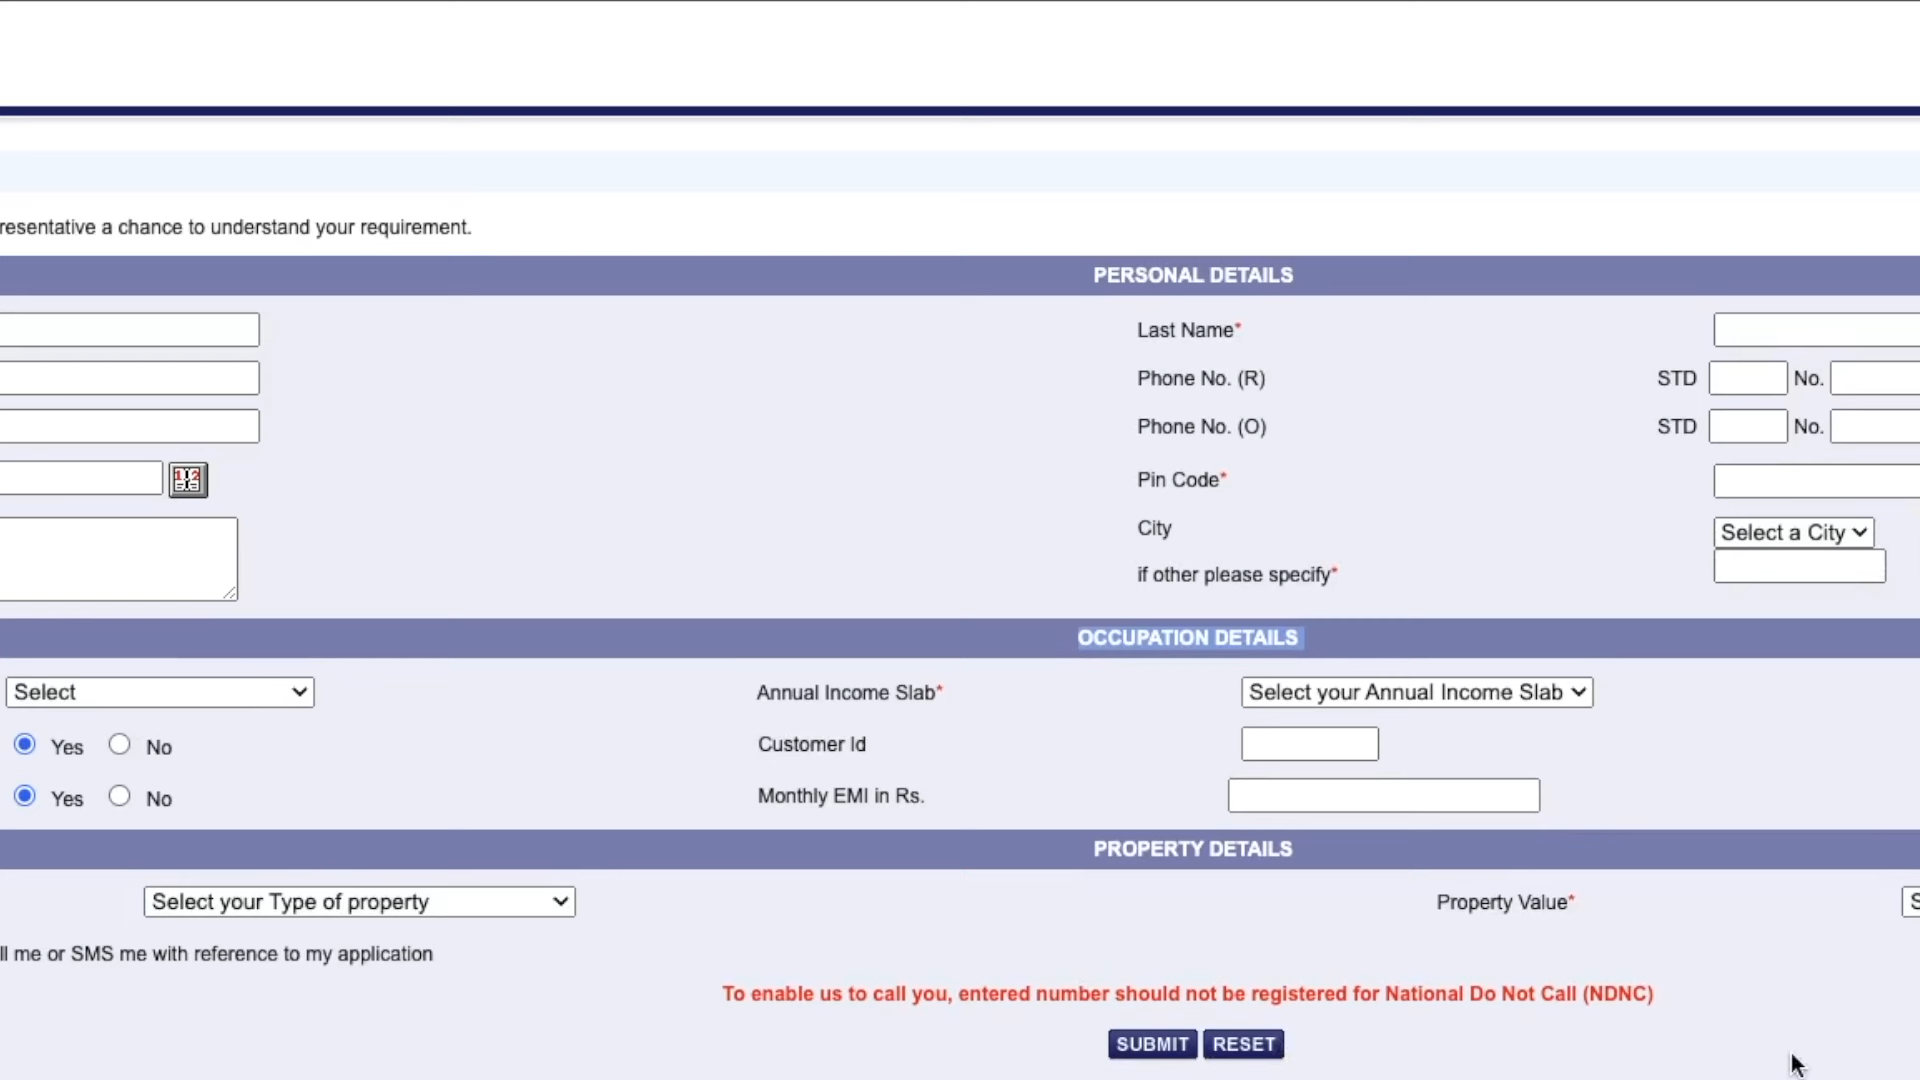 resentative a chance to understand your requirement.
PERSONAL DETAILS
Last Name*
Phone No. (R) STD No.
Phone No. (O) STD No.
Pin Code*
City Select a City
if other please specify*
OCCUPATION DETAILS
Select Annual Income Slab* Select your Annual Income Slab
Yes No Customer Id
Yes No Monthly EMI in Rs.
PROPERTY DETAILS
Select your Type of property Property Value* S
ll me or SMS me with reference to my application
To enable us to call you, entered number should not be registered for National Do Not Call (NDNC)
SUBMIT RESET